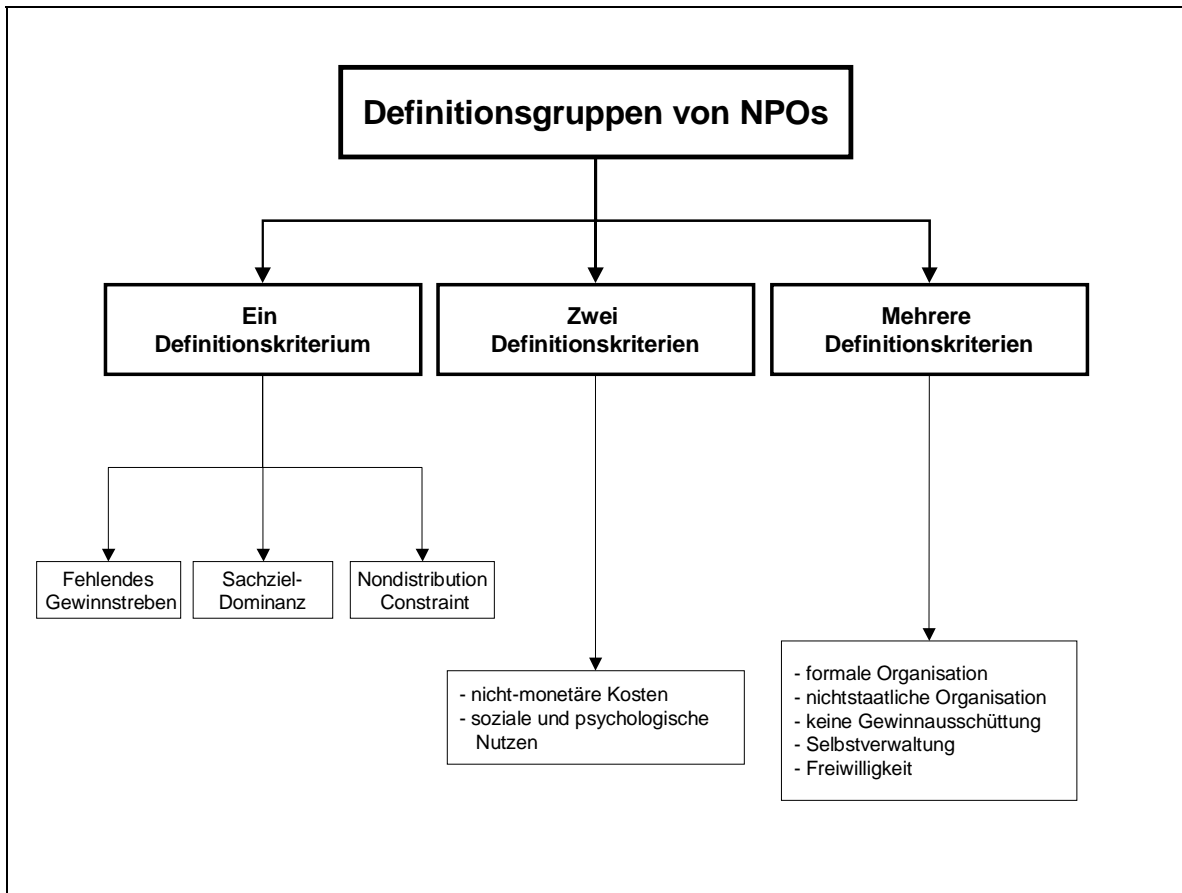 Definitionsgruppen von NPOs
Ein
Definitionskriterium
Zwei
Definitionskriterien
Mehrere
Definitionskriterien
Fehlendes
Gewinnstreben
Sachziel-
Dominanz
Nondistribution
Constraint
- nicht-monetäre Kosten
- soziale und psychologische
Nutzen
- formale Organisation
- nichtstaatliche Organisation
- keine Gewinnausschüttung
- Selbstverwaltung
- Freiwilligkeit